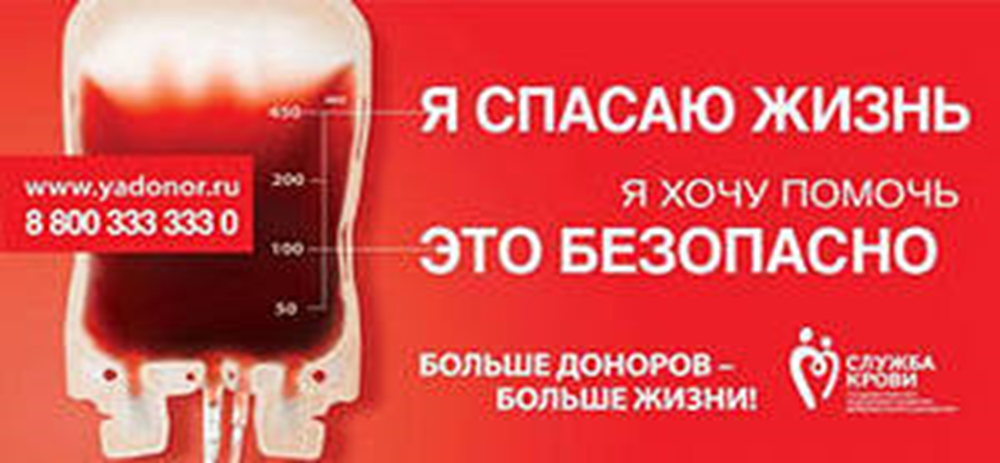 www.yadonor.ru
8 800 333 333 0
450
200
100
50
Я СПАСАЮ ЖИЗНЬ
Я ХОЧУ ПОМОЧЬ
ЭТО БЕЗОПАСНО
БОЛЬШЕ ДОНОРОВ –
БОЛЬШЕ ЖИЗНИ!
СЛУЖБА
КРОВИ